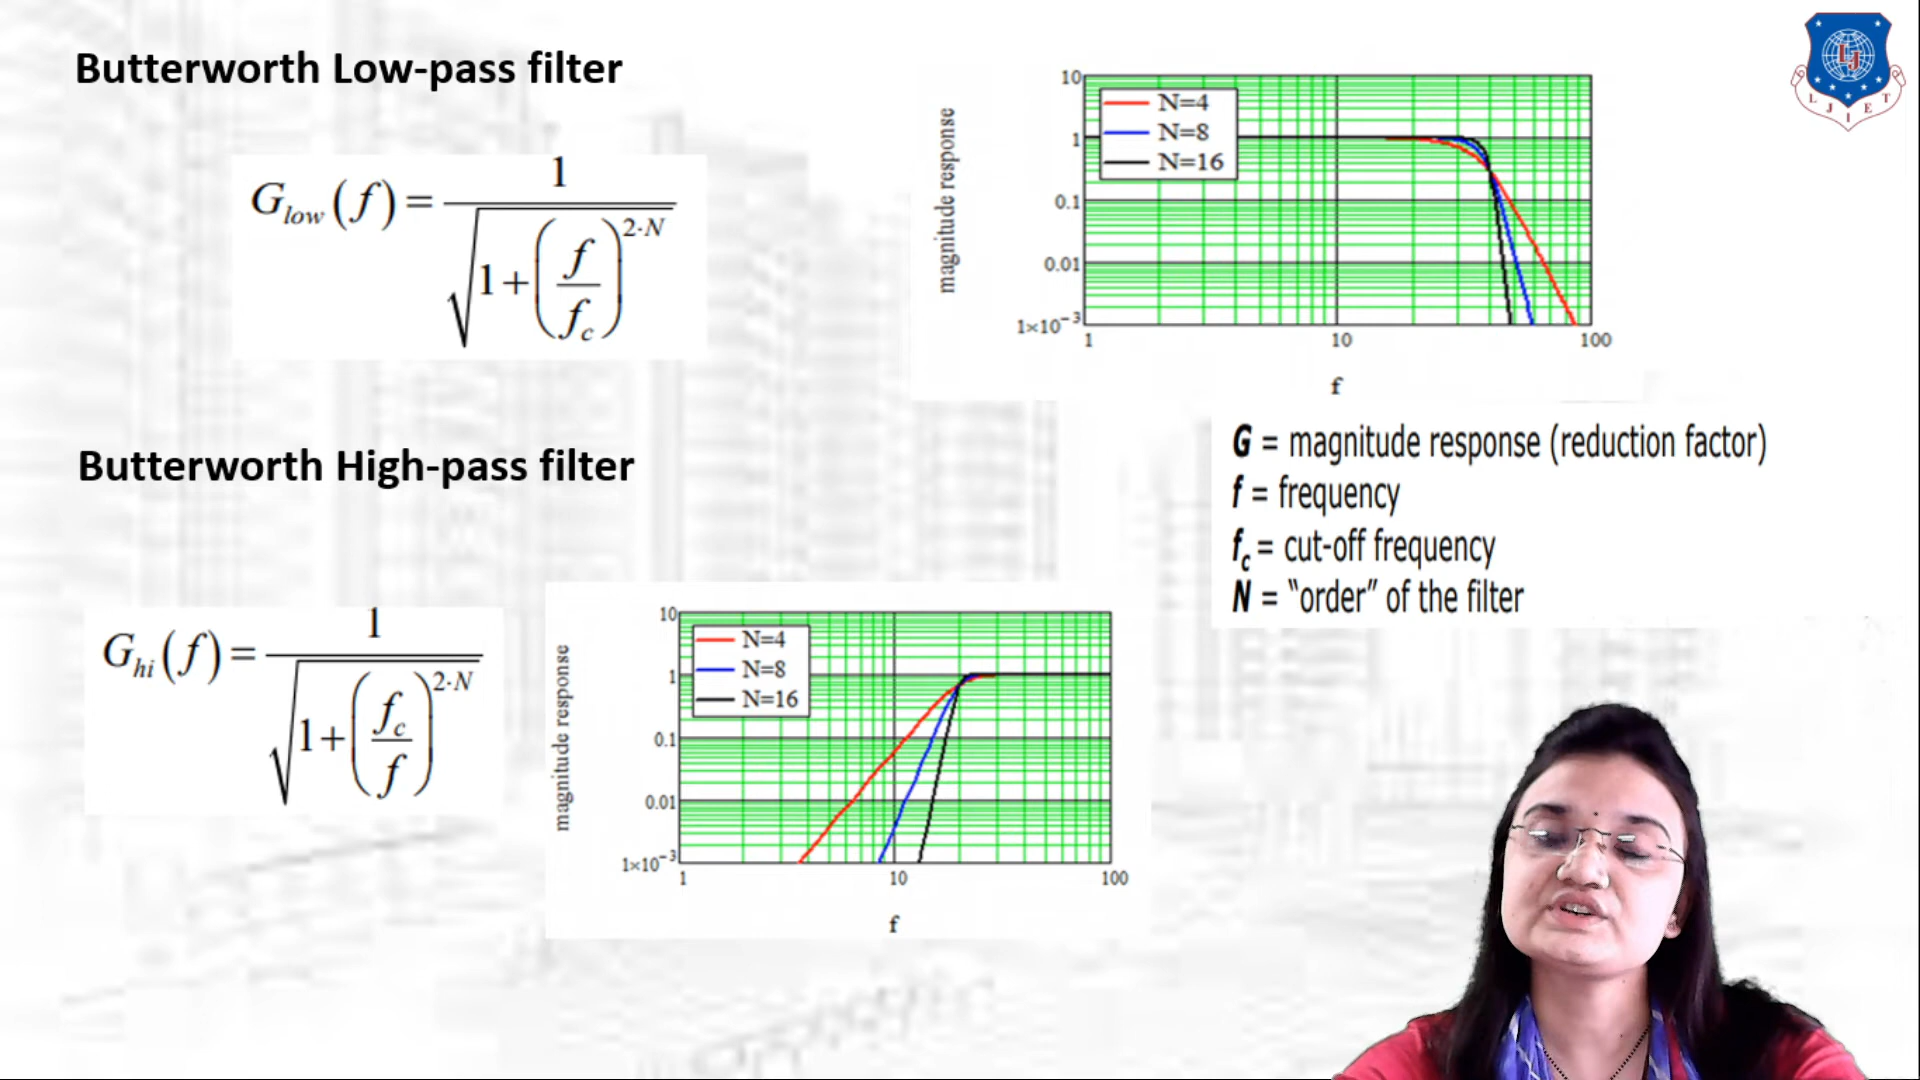 Butterworth Low-pass filter
G_low (f) = 1 / √(1+(f/f_c)^(2·N))
magnitude response
10
1
0.1
0.01
1×10⁻³
N=4
N=8
N=16
1 10 100
f
LJIET
G = magnitude response (reduction factor)
f = frequency
f_c = cut-off frequency
N = “order” of the filter
Butterworth High-pass filter
G_hi (f) = 1 / √(1+(f_c/f)^(2·N))
magnitude response
10
1
0.1
0.01
1×10⁻³
N=4
N=8
N=16
1 10 100
f